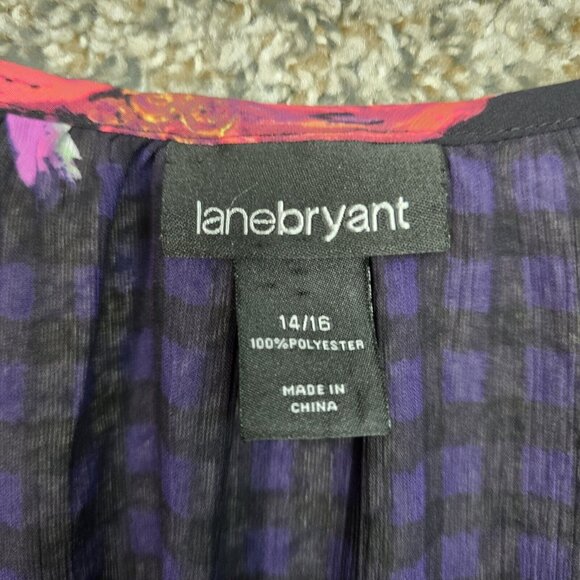 lanebryant
14/16
100%POLYESTER
MADE IN
CHINA